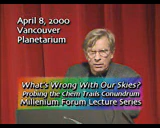 April 8, 2000
Vancouver
Planetarium
What's Wrong With Our Skies?
Probing the Chem Trails Conundrum
Millenium Forum Lecture Series